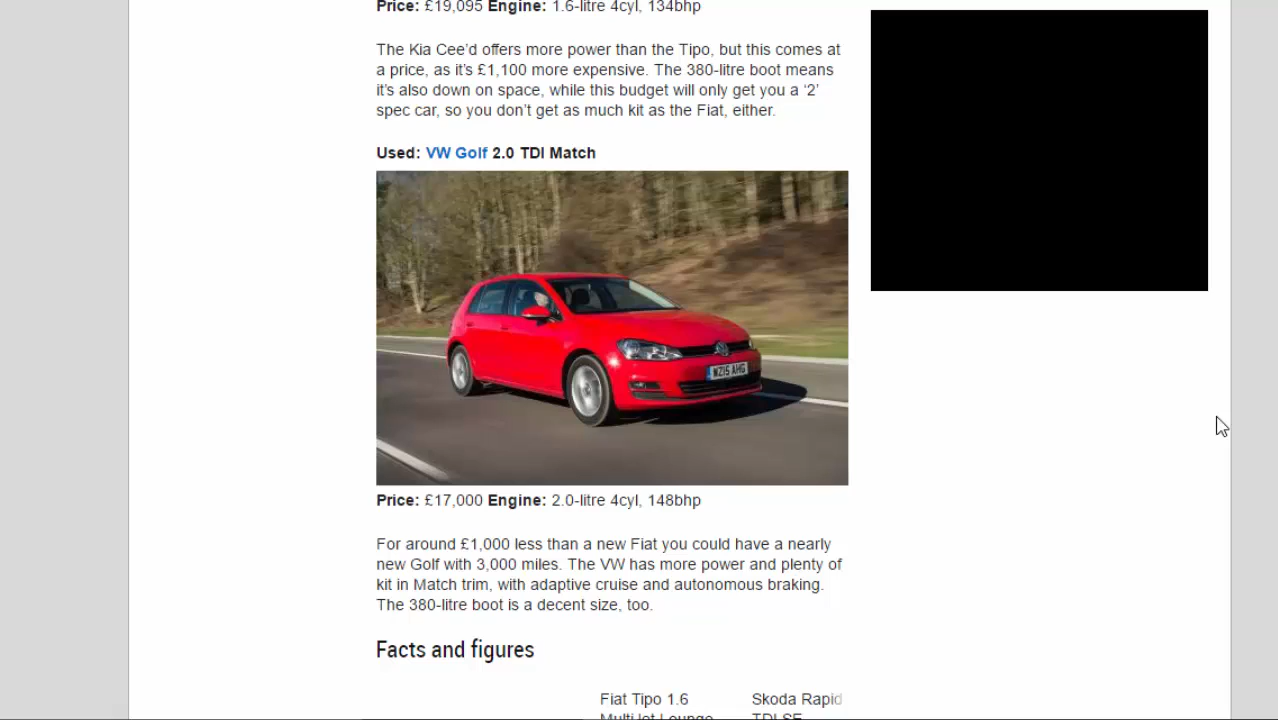 Price: £19,095 Engine: 1.6-litre 4cyl, 134bhp
The Kia Cee’d offers more power than the Tipo, but this comes at
a price, as it’s £1,100 more expensive. The 380-litre boot means
it’s also down on space, while this budget will only get you a ‘2’
spec car, so you don’t get as much kit as the Fiat, either.
Used: VW Golf 2.0 TDI Match
WZ15 AHG
Price: £17,000 Engine: 2.0-litre 4cyl, 148bhp
For around £1,000 less than a new Fiat you could have a nearly
new Golf with 3,000 miles. The VW has more power and plenty of
kit in Match trim, with adaptive cruise and autonomous braking.
The 380-litre boot is a decent size, too.
Facts and figures
Fiat Tipo 1.6 Skoda Rapid
MultiJet Lounge TDI SE